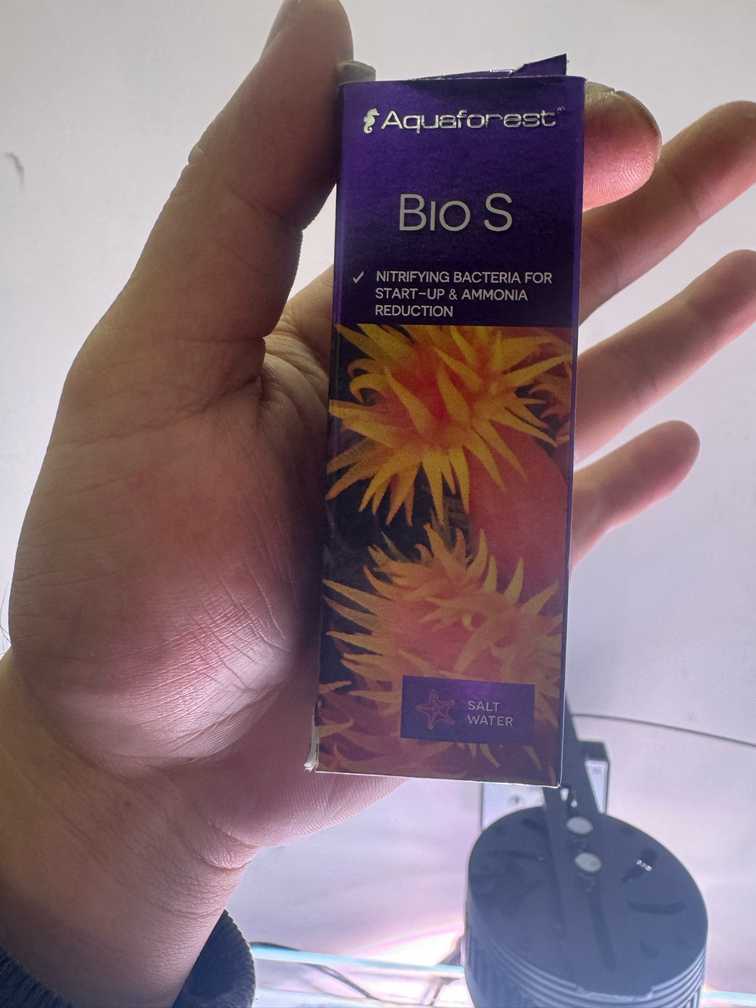 Aquaforest
Bio S
✓ NITRIFYING BACTERIA FOR
START-UP & AMMONIA
REDUCTION
SALT
WATER